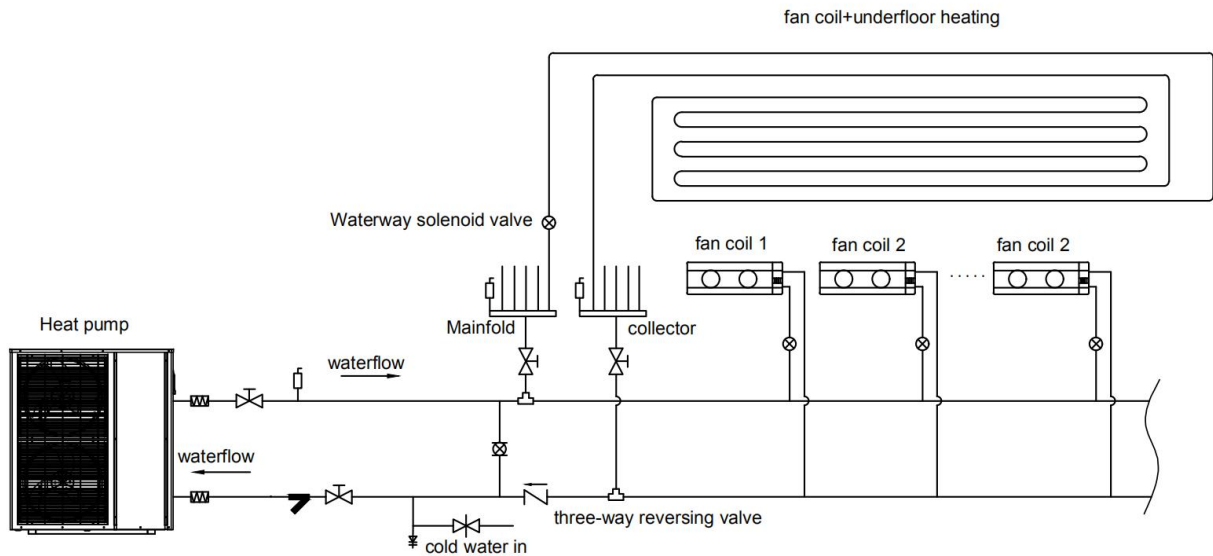 fan coil+underfloor heating
Waterway solenoid valve
fan coil 1
fan coil 2
fan coil 2
Mainfold
collector
Heat pump
waterflow
waterflow
three-way reversing valve
cold water in